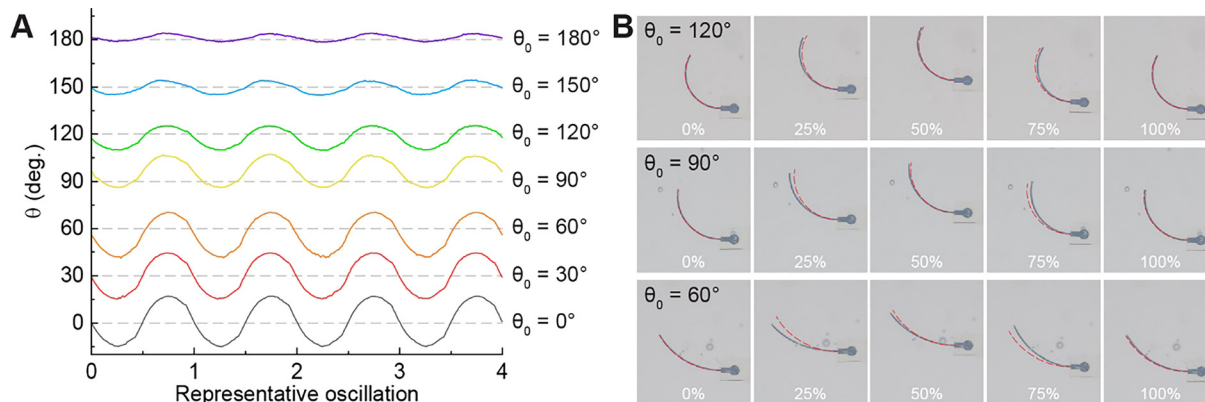 A
θ (deg.)
180
150
120
90
60
30
0
0 1 2 3 4
Representative oscillation
θ₀ = 180°
θ₀ = 150°
θ₀ = 120°
θ₀ = 90°
θ₀ = 60°
θ₀ = 30°
θ₀ = 0°
B
θ₀ = 120°
0% 25% 50% 75% 100%
θ₀ = 90°
0% 25% 50% 75% 100%
θ₀ = 60°
0% 25% 50% 75% 100%